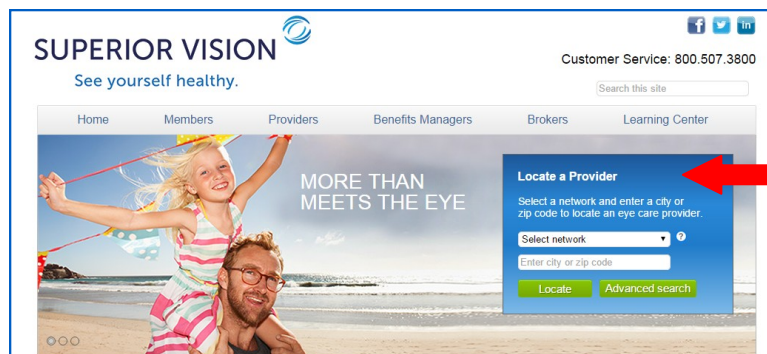 SUPERIOR VISION
See yourself healthy.
Customer Service: 800.507.3800
Search this site
Home Members Providers Benefits Managers Brokers Learning Center
MORE THAN
MEETS THE EYE
Locate a Provider
Select a network and enter a city or
zip code to locate an eye care provider.
Select network
?
Enter city or zip code
Locate Advanced search
f in